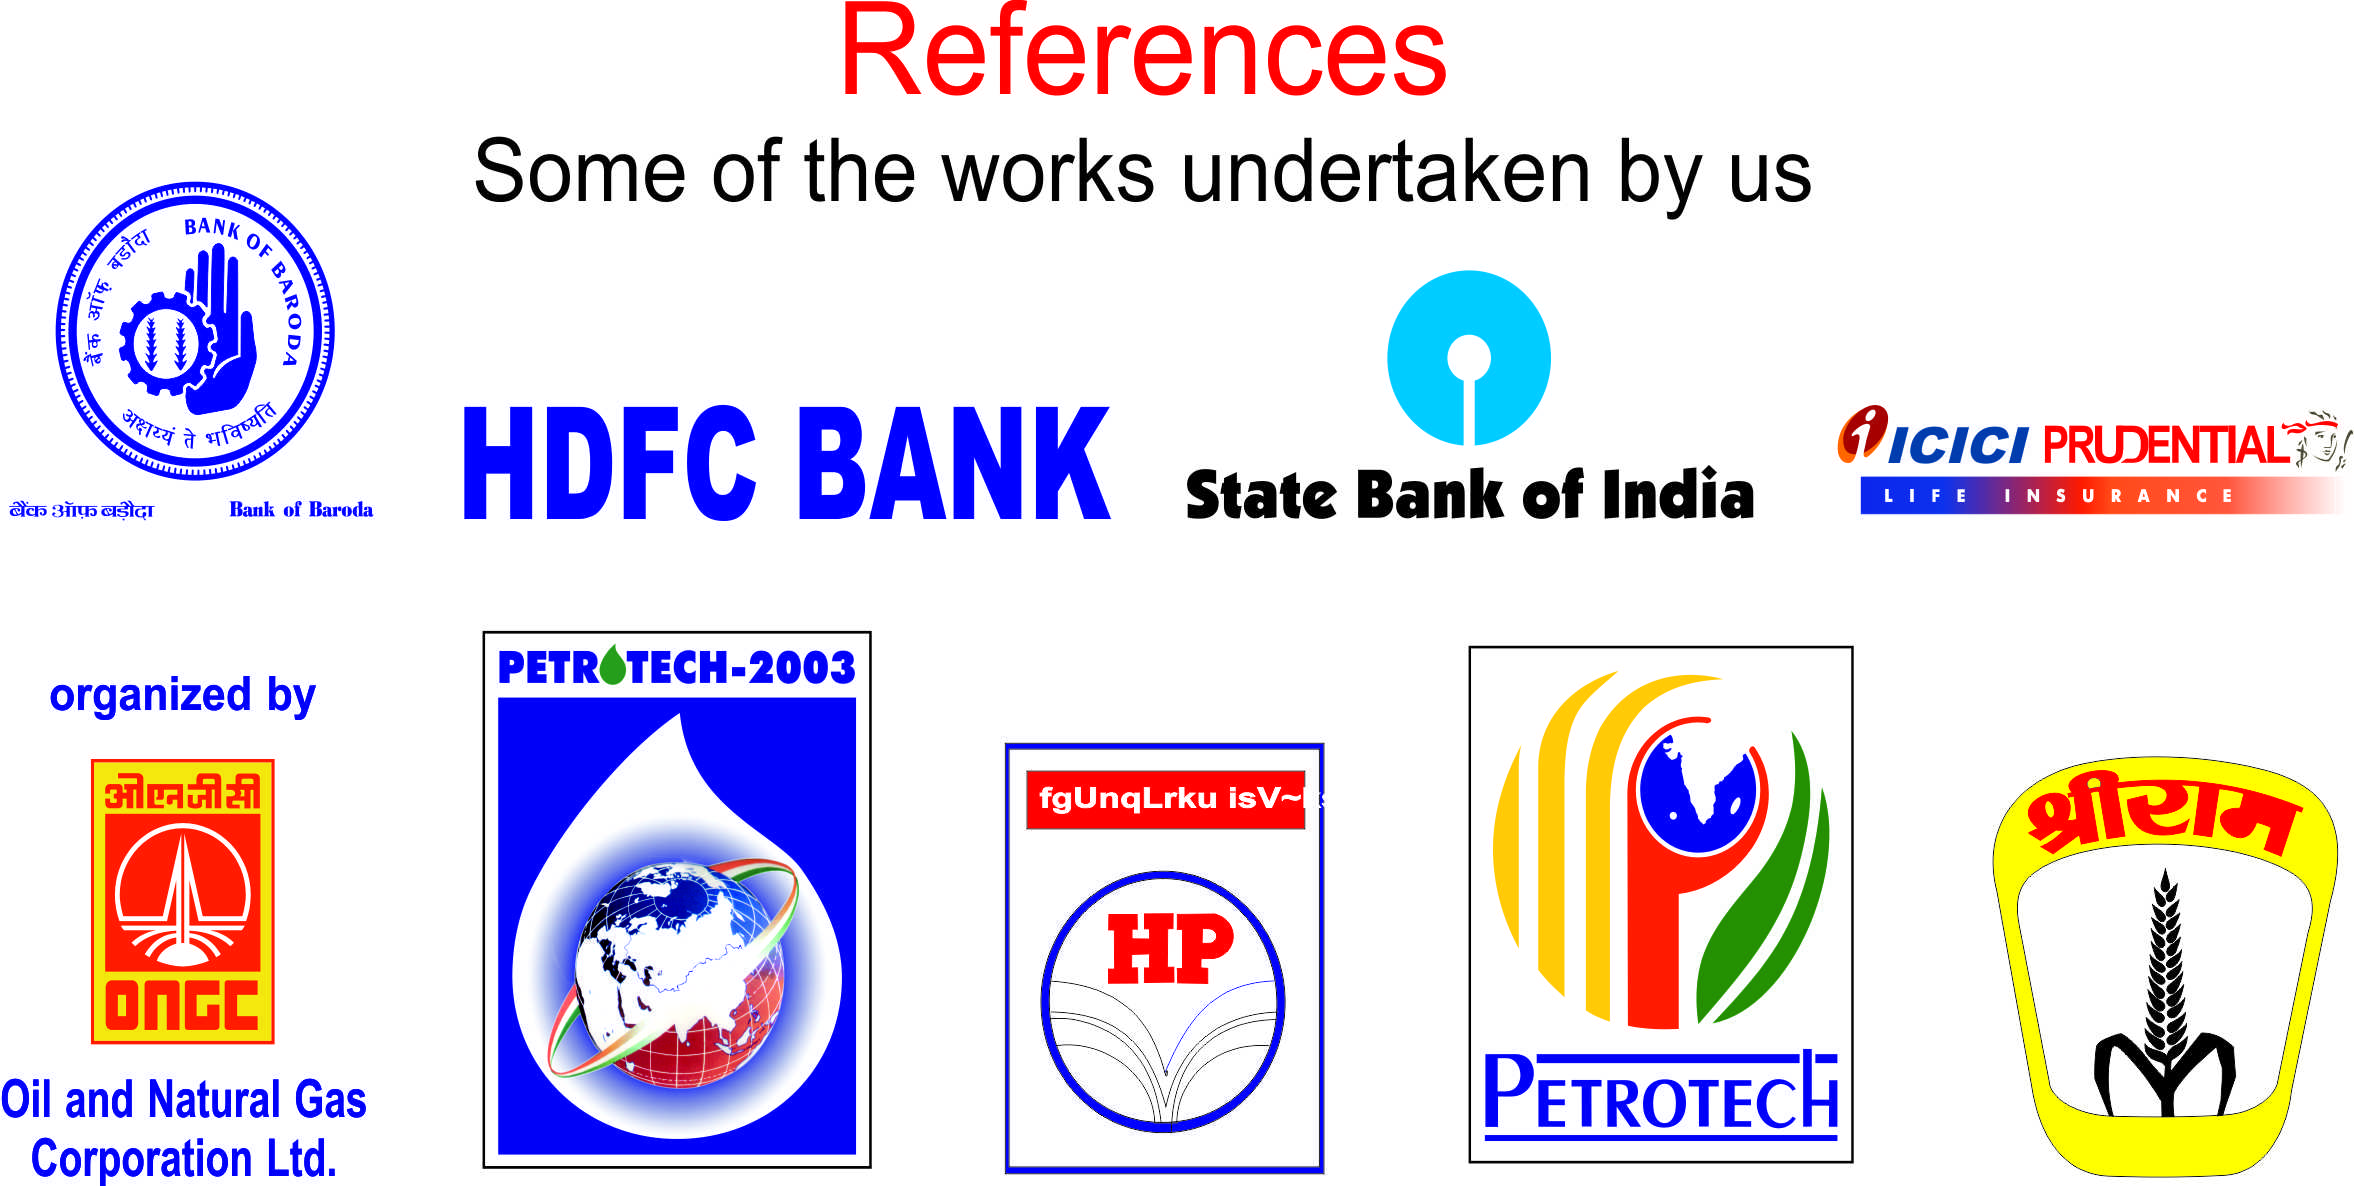 References
Some of the works undertaken by us
बैंक ऑफ़ बड़ौदा BANK OF BARODA
अक्षय्यं ते भविष्यति
बैंक ऑफ़ बड़ौदा Bank of Baroda
HDFC BANK
State Bank of India
i ICICI PRUDENTIAL
LIFE INSURANCE
organized by
ओएनजीसी
ONGC
Oil and Natural Gas
Corporation Ltd.
PETROTECH-2003
fgUnqLrku isV~ks
HP
PETROTECH
श्रीराम